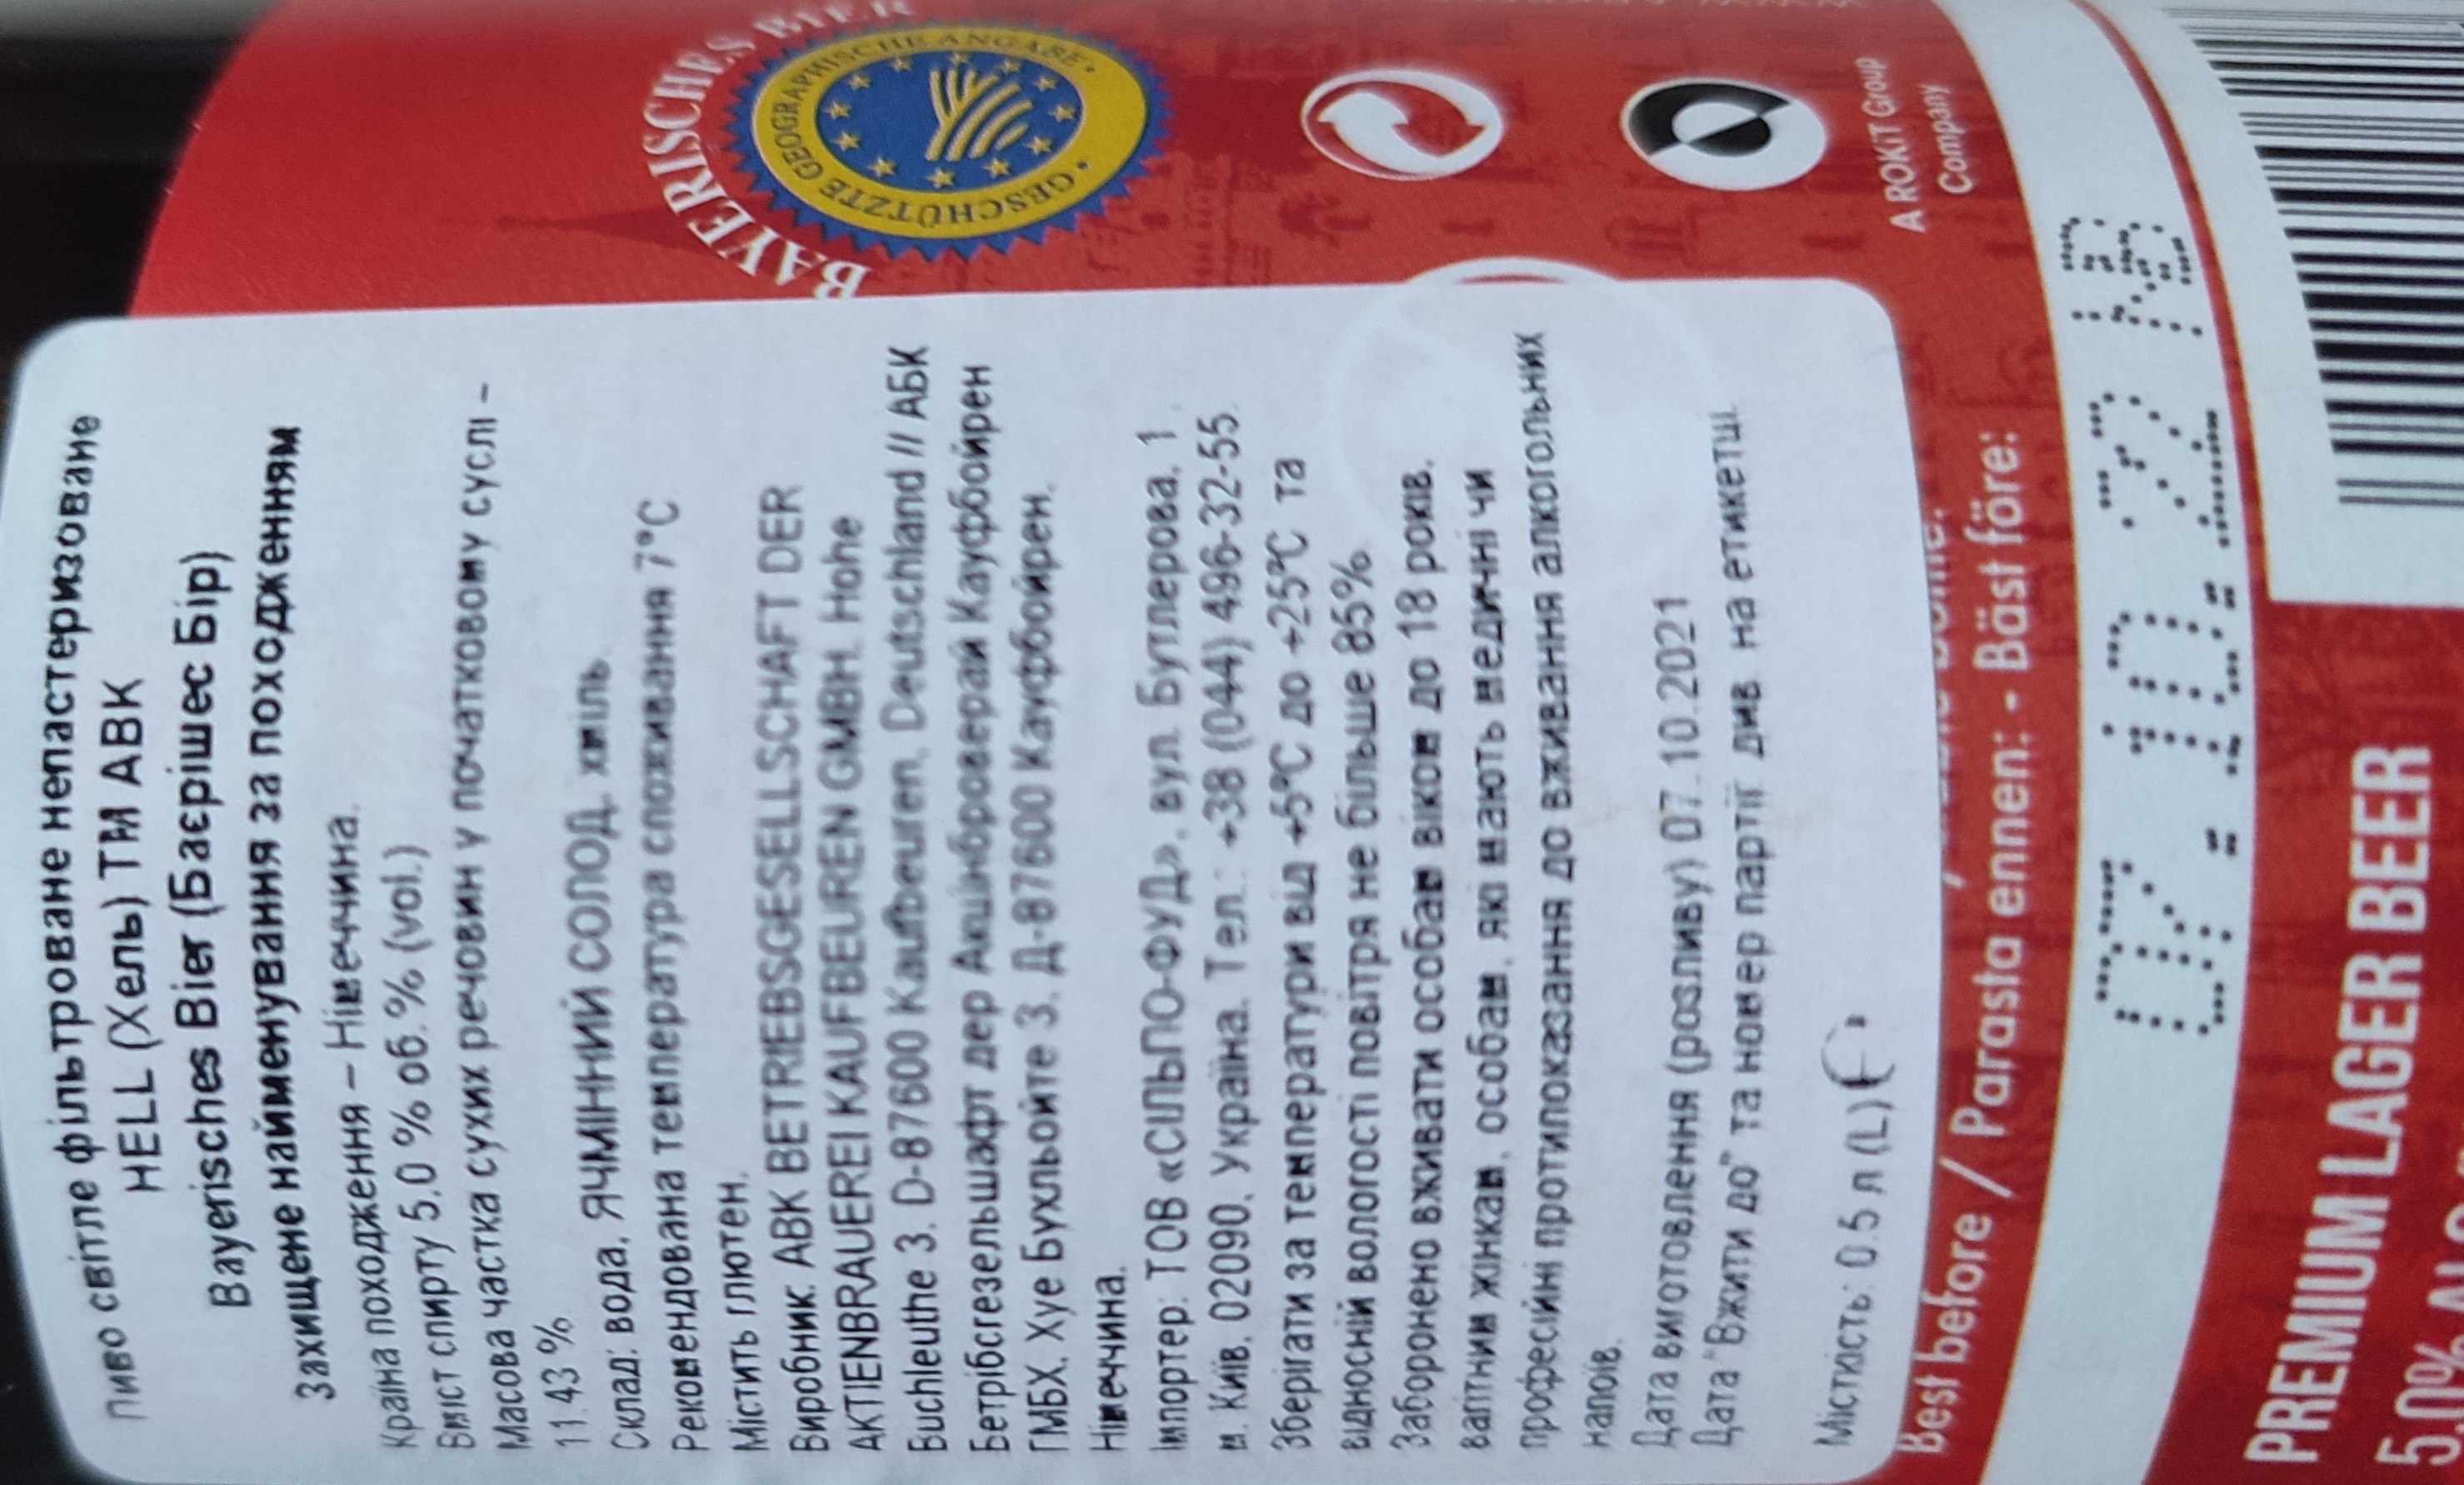 BAYERISCHES BIER
GESCHÜTZTE GEOGRAPHISCHE ANGABE
Пиво світле фільтроване непастеризоване
HELL (Хель) ТМ АВК
Bayerisches Bier (Баєрішес Бір)
Захищене найменування за походженням
Країна походження – Німеччина.
Вміст спирту 5,0 % об.% (vol.)
Масова частка сухих речовин у початковому суслі –
11,43 %.
Склад: вода, ЯЧМІННИЙ СОЛОД, хміль.
Рекомендована температура споживання 7°C
Містить глютен.
Виробник: ABK BETRIEBSGESELLSCHAFT DER
AKTIENBRAUEREI KAUFBEUREN GMBH, Hohe
Buchleuthe 3, D-87600 Kaufbeuren, Deutschland // АБК
Бетрібсгезельшафт дер Акцінброверай Кауфбойрен
ГМБХ, Хуе Бухльойте 3, Д-87600 Кауфбойрен,
Німеччина.
Імпортер: ТОВ «СІЛЬПО-ФУД», вул. Бутлерова, 1,
м. Київ, 02090, Україна. Тел.: +38 (044) 496-32-55.
Зберігати за температури від +5°C до +25°C та
відносній вологості повітря не більше 85%
Заборонено вживати особам віком до 18 років,
вагітним жінкам, особам, які мають медичні чи
професійні протипоказання до вживання алкогольних
напоїв.
Дата виготовлення (розливу) 07.10.2021
Дата "Вжити до" та номер партії: див. на етикетці.
Місткість: 0,5 л (L)
A ROKiT Group
Company
Best before / Parasta ennen: - Bäst före:
07.10.22
PREMIUM LAGER BEER
5,0%